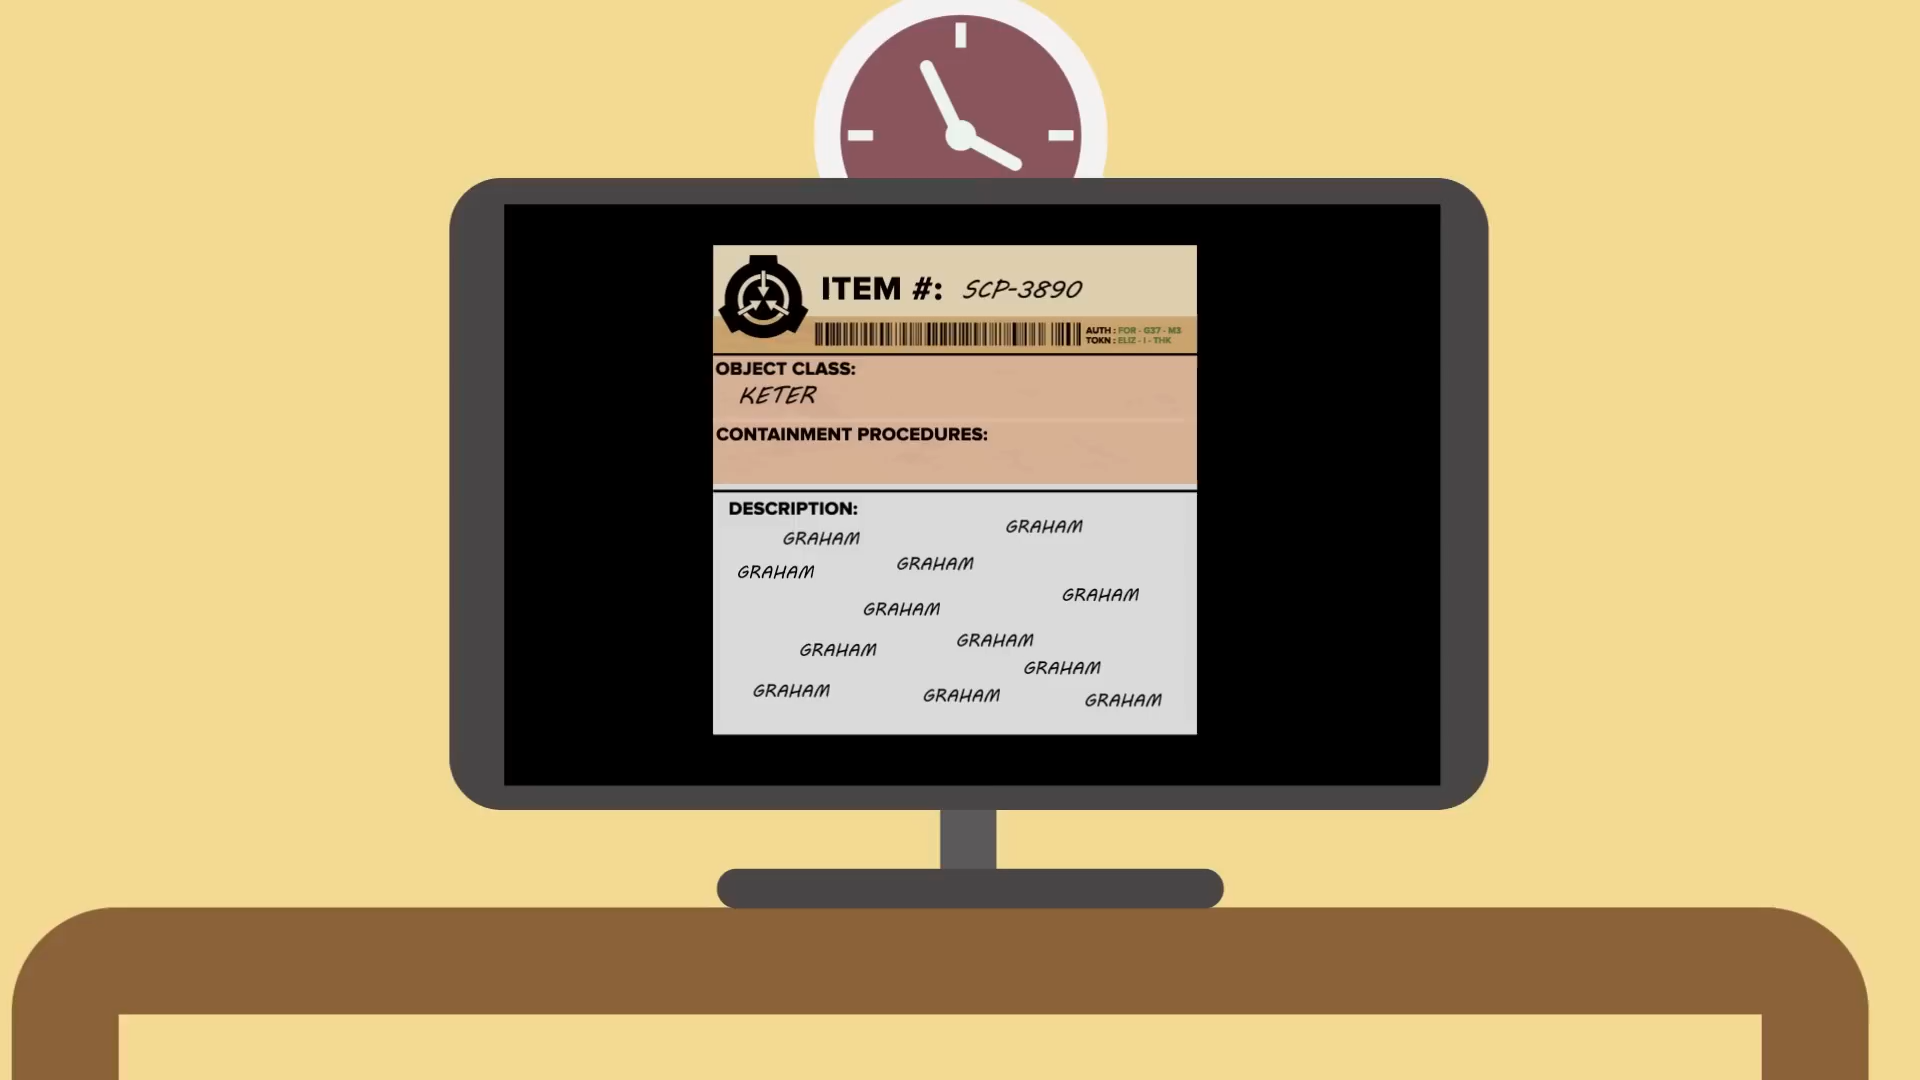 ITEM #: SCP-3890
AUTH : FOR - G37 - M3
TOKN : ELIZ - I - THK
OBJECT CLASS:
KETER
CONTAINMENT PROCEDURES:
DESCRIPTION:
GRAHAM
GRAHAM
GRAHAM
GRAHAM
GRAHAM
GRAHAM
GRAHAM
GRAHAM
GRAHAM
GRAHAM
GRAHAM
GRAHAM